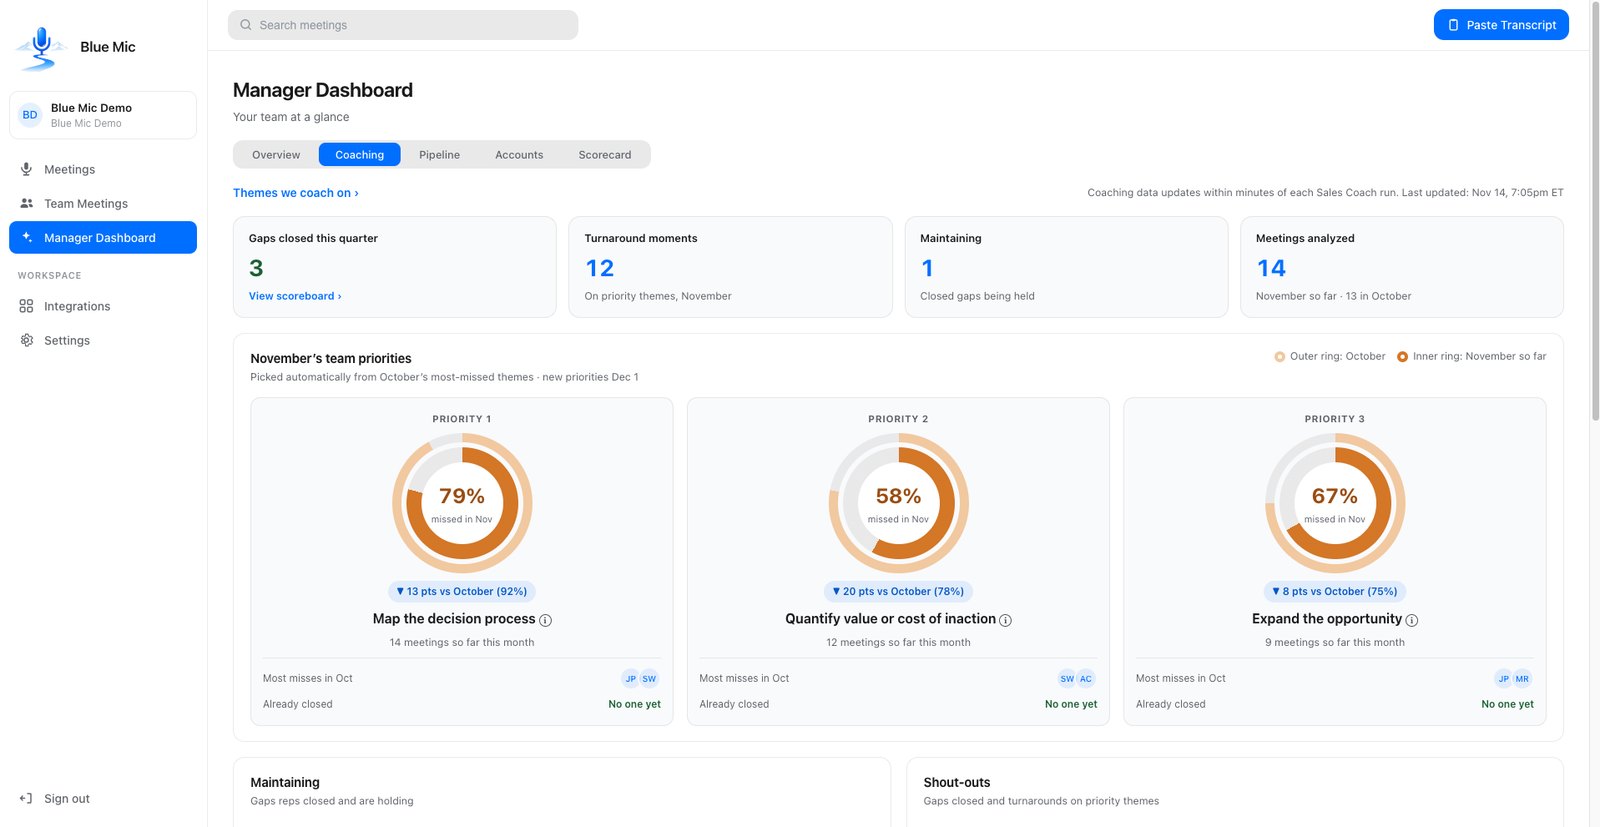 Search meetings
Paste Transcript
Blue Mic
BD
Blue Mic Demo
Blue Mic Demo
Meetings
Team Meetings
Manager Dashboard
WORKSPACE
Integrations
Settings
Sign out
Manager Dashboard
Your team at a glance
Overview Coaching Pipeline Accounts Scorecard
Themes we coach on ›
Coaching data updates within minutes of each Sales Coach run. Last updated: Nov 14, 7:05pm ET
Gaps closed this quarter
3
View scoreboard ›
Turnaround moments
12
On priority themes, November
Maintaining
1
Closed gaps being held
Meetings analyzed
14
November so far · 13 in October
November’s team priorities
Picked automatically from October’s most-missed themes · new priorities Dec 1
Outer ring: October Inner ring: November so far
PRIORITY 1
79%
missed in Nov
▼ 13 pts vs October (92%)
Map the decision process
14 meetings so far this month
Most misses in Oct JP SW
Already closed No one yet
PRIORITY 2
58%
missed in Nov
▼ 20 pts vs October (78%)
Quantify value or cost of inaction
12 meetings so far this month
Most misses in Oct SW AC
Already closed No one yet
PRIORITY 3
67%
missed in Nov
▼ 8 pts vs October (75%)
Expand the opportunity
9 meetings so far this month
Most misses in Oct JP MR
Already closed No one yet
Maintaining
Gaps reps closed and are holding
Shout-outs
Gaps closed and turnarounds on priority themes